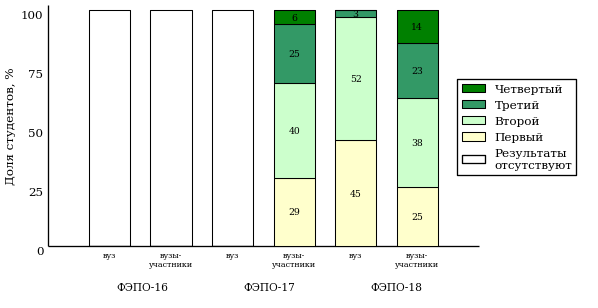 Доля студентов, %
100
75
50
25
0
6
25
40
29
3
52
45
14
23
38
25
вуз
вузы-
участники
вуз
вузы-
участники
вуз
вузы-
участники
ФЭПО-16
ФЭПО-17
ФЭПО-18
Четвертый
Третий
Второй
Первый
Результаты
отсутствуют